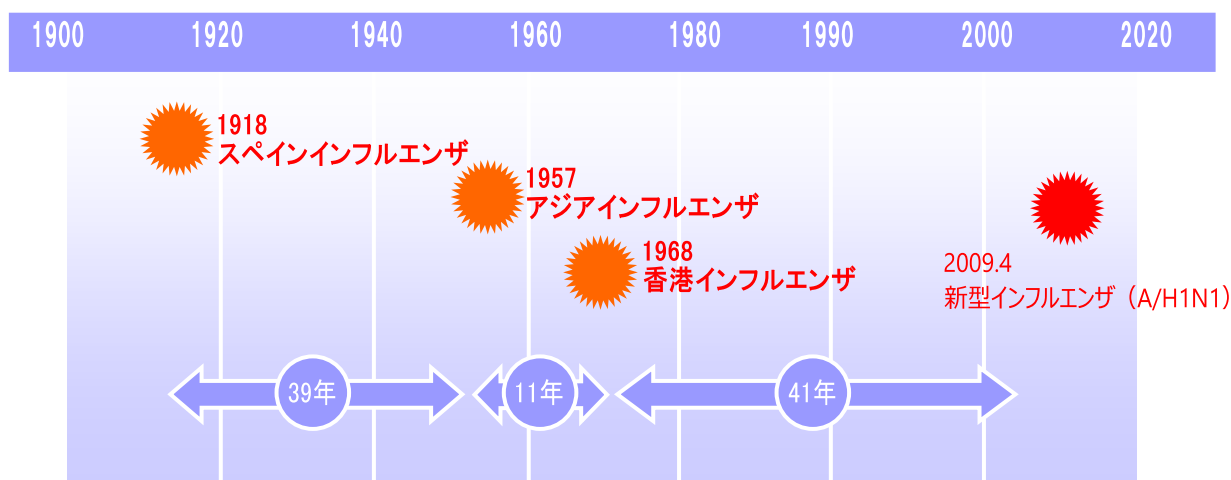 1900 1920 1940 1960 1980 1990 2000 2020
1918
スペインインフルエンザ
1957
アジアインフルエンザ
1968
香港インフルエンザ
2009.4
新型インフルエンザ（A/H1N1）
39年 11年 41年